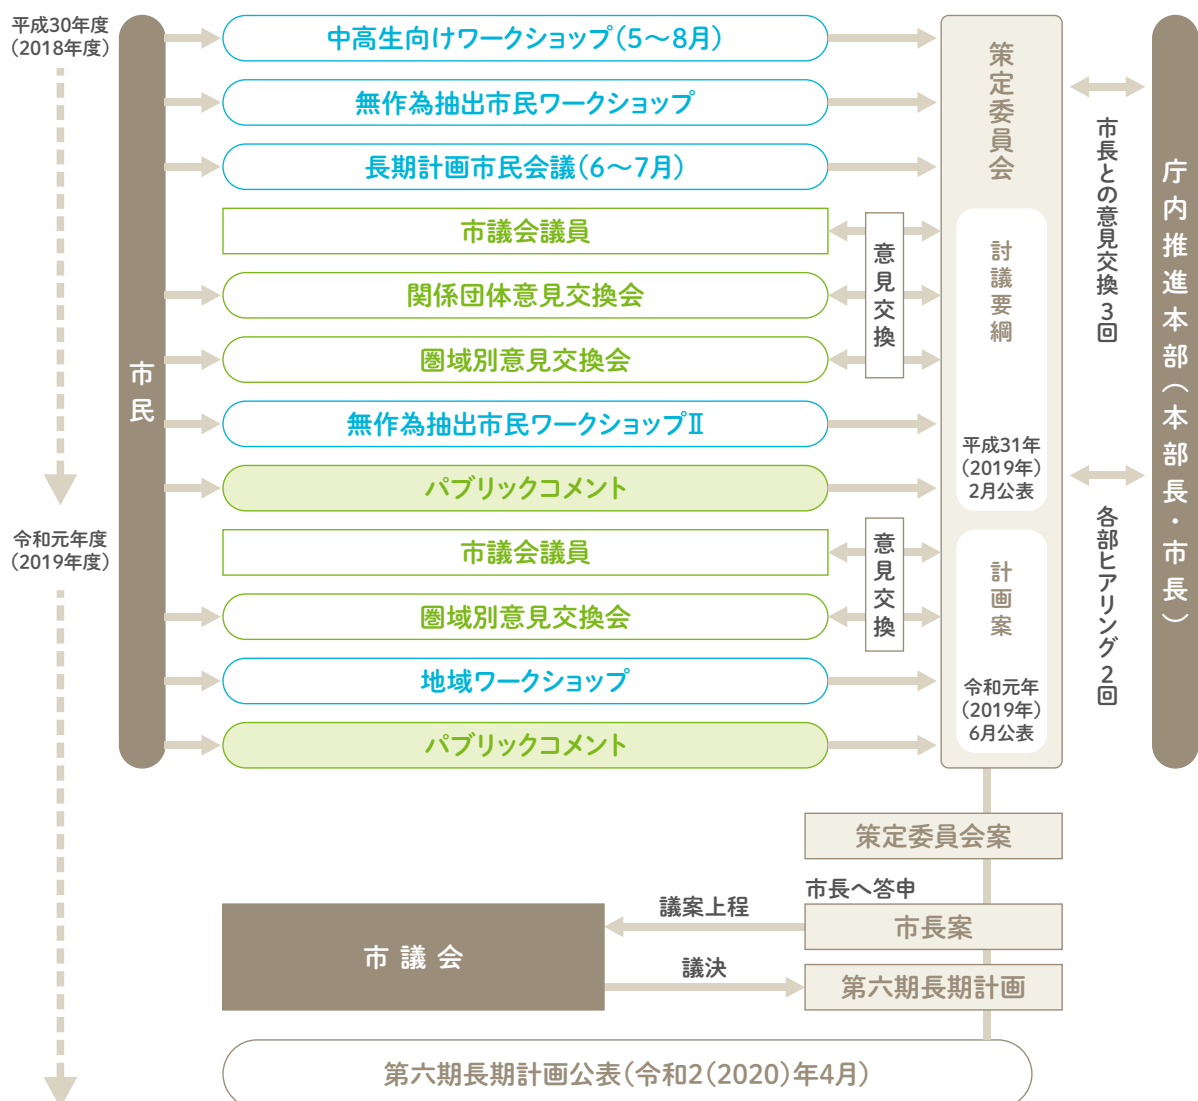 平成30年度
（2018年度）
中高生向けワークショップ（5～8月）
無作為抽出市民ワークショップ
長期計画市民会議（6～7月）
市議会議員
関係団体意見交換会
圏域別意見交換会
無作為抽出市民ワークショップⅡ
パブリックコメント
令和元年度
（2019年度）
市議会議員
圏域別意見交換会
地域ワークショップ
パブリックコメント
市民
意見交換
意見交換
策定委員会
討議要綱
平成31年
（2019年）
2月公表
計画案
令和元年
（2019年）
6月公表
市長との意見交換3回
各部ヒアリング2回
庁内推進本部（本部長・市長）
策定委員会案
市長へ答申
議案上程
市長案
市議会
議決
第六期長期計画
第六期長期計画公表（令和2（2020）年4月）